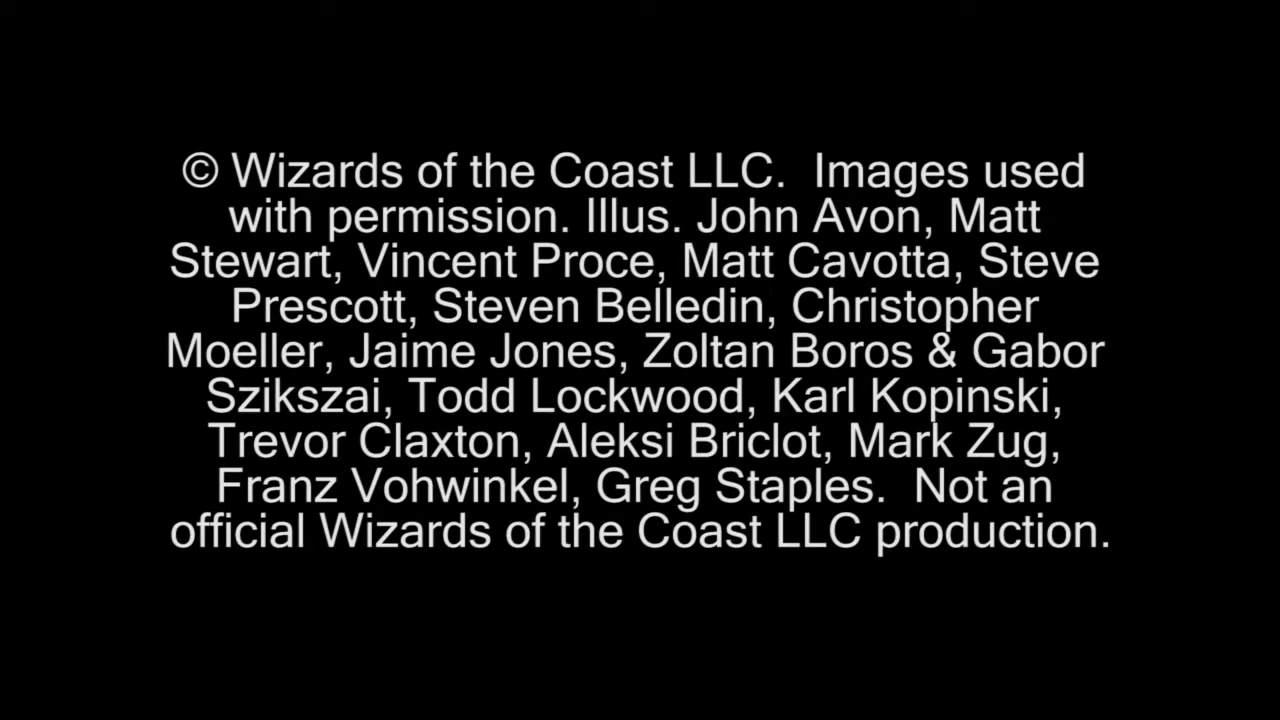 © Wizards of the Coast LLC.  Images used
with permission. Illus. John Avon, Matt
Stewart, Vincent Proce, Matt Cavotta, Steve
Prescott, Steven Belledin, Christopher
Moeller, Jaime Jones, Zoltan Boros & Gabor
Szikszai, Todd Lockwood, Karl Kopinski,
Trevor Claxton, Aleksi Briclot, Mark Zug,
Franz Vohwinkel, Greg Staples.  Not an
official Wizards of the Coast LLC production.